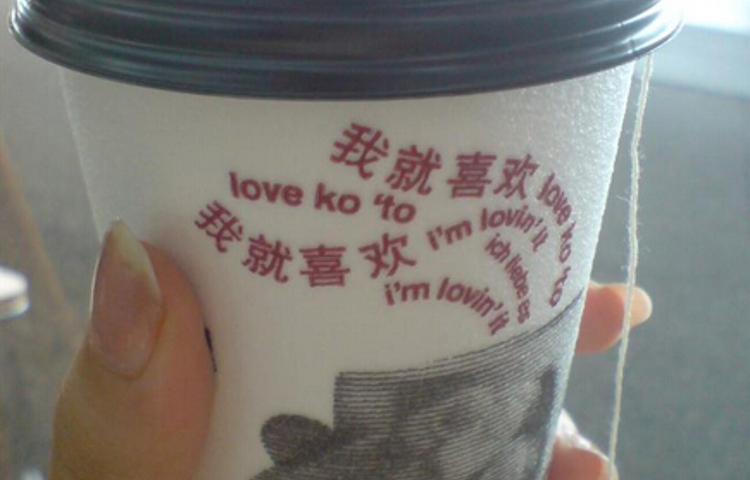 我就喜欢
love ko 'to
love ko 'to
我就喜欢
i'm lovin' it
ich liebe es
i'm lovin' it